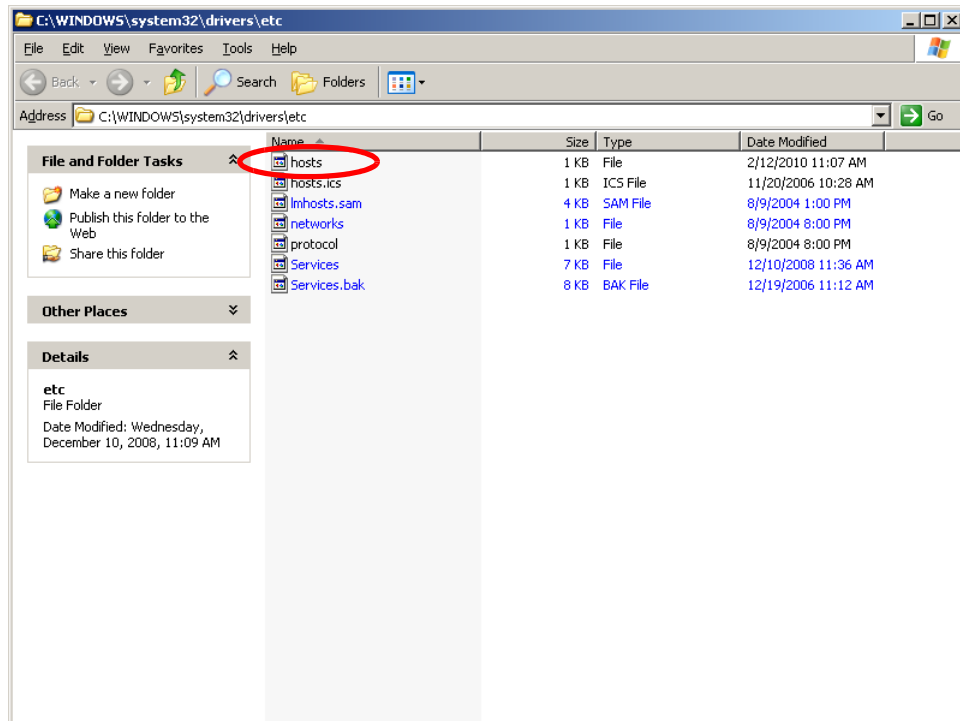 C:\WINDOWS\system32\drivers\etc
File Edit View Favorites Tools Help
Back Search Folders
Address C:\WINDOWS\system32\drivers\etc Go
File and Folder Tasks
Make a new folder
Publish this folder to the
Web
Share this folder
Other Places
Details
etc
File Folder
Date Modified: Wednesday,
December 10, 2008, 11:09 AM
Name Size Type Date Modified
hosts 1 KB File 2/12/2010 11:07 AM
hosts.ics 1 KB ICS File 11/20/2006 10:28 AM
lmhosts.sam 4 KB SAM File 8/9/2004 1:00 PM
networks 1 KB File 8/9/2004 8:00 PM
protocol 1 KB File 8/9/2004 8:00 PM
Services 7 KB File 12/10/2008 11:36 AM
Services.bak 8 KB BAK File 12/19/2006 11:12 AM